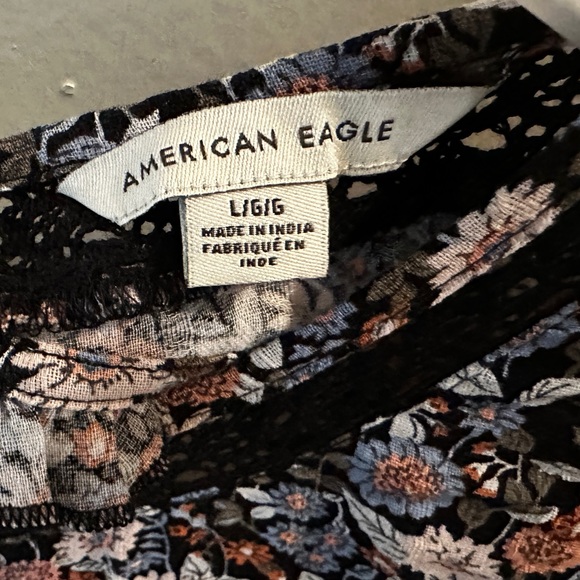 AMERICAN EAGLE
L/G/G
MADE IN INDIA
FABRIQUÉ EN
INDE